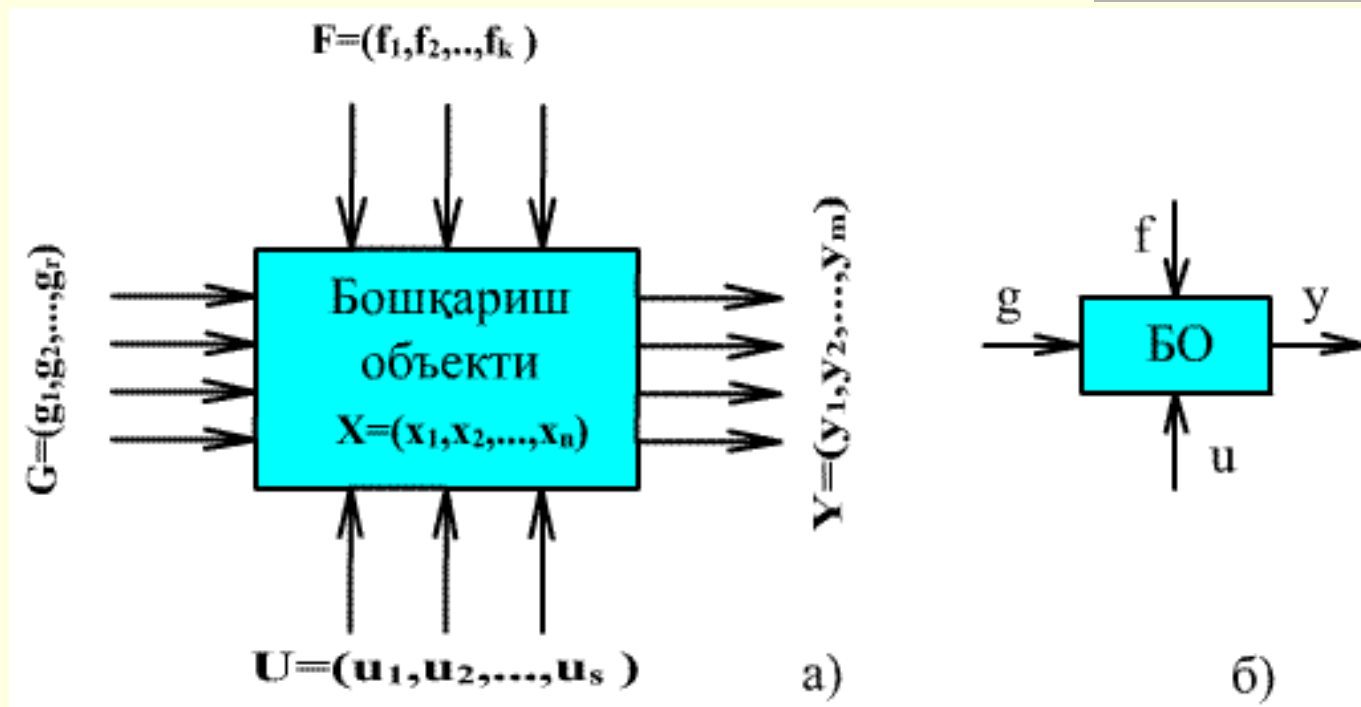 F=(f₁,f₂,..,fₖ )
G=(g₁,g₂,...,gᵣ)
Бошқариш
объекти
X=(x₁,x₂,...,xₙ)
Y=(y₁,y₂,...,yₘ)
U=(u₁,u₂,...,uₛ )
а)
f
g
БО
y
u
б)